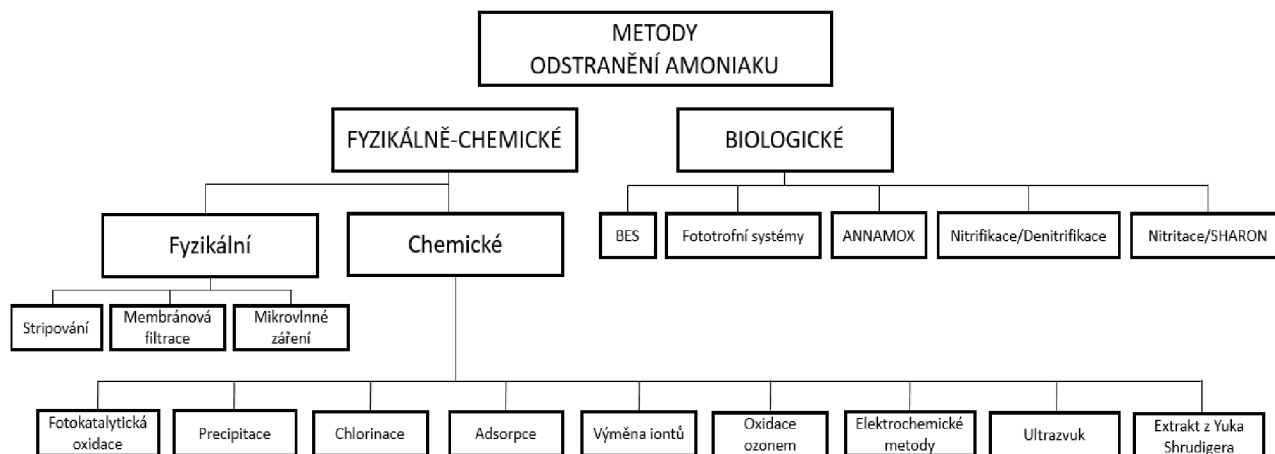 METODY
ODSTRANĚNÍ AMONIAKU
FYZIKÁLNĚ-CHEMICKÉ
BIOLOGICKÉ
Fyzikální
Chemické
BES
Fototrofní systémy
ANNAMOX
Nitrifikace/Denitrifikace
Nitritace/SHARON
Stripování
Membránová
filtrace
Mikrovlnné
záření
Fotokatalytická
oxidace
Precipitace
Chlorinace
Adsorpce
Výměna iontů
Oxidace
ozonem
Elektrochemické
metody
Ultrazvuk
Extrakt z Yuka
Shrudigera